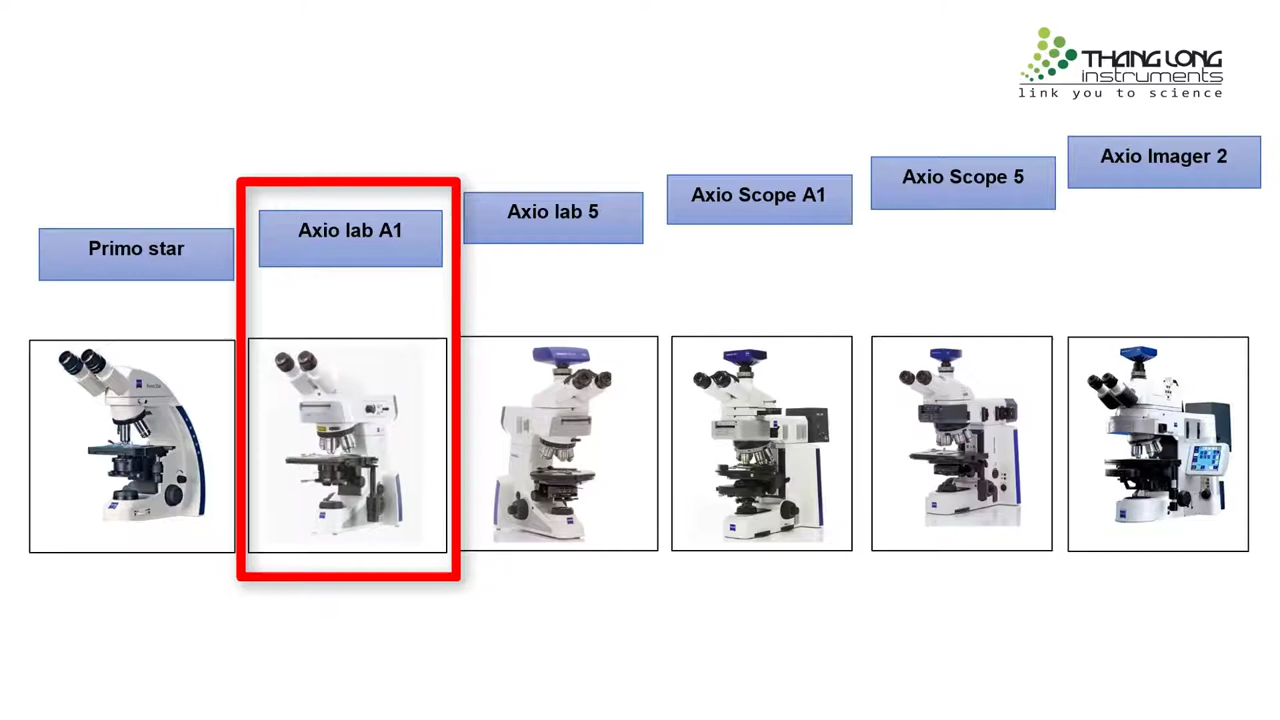 THANG LONG
instruments
link you to science
Axio Imager 2
Axio Scope 5
Axio Scope A1
Axio lab 5
Axio lab A1
Primo star